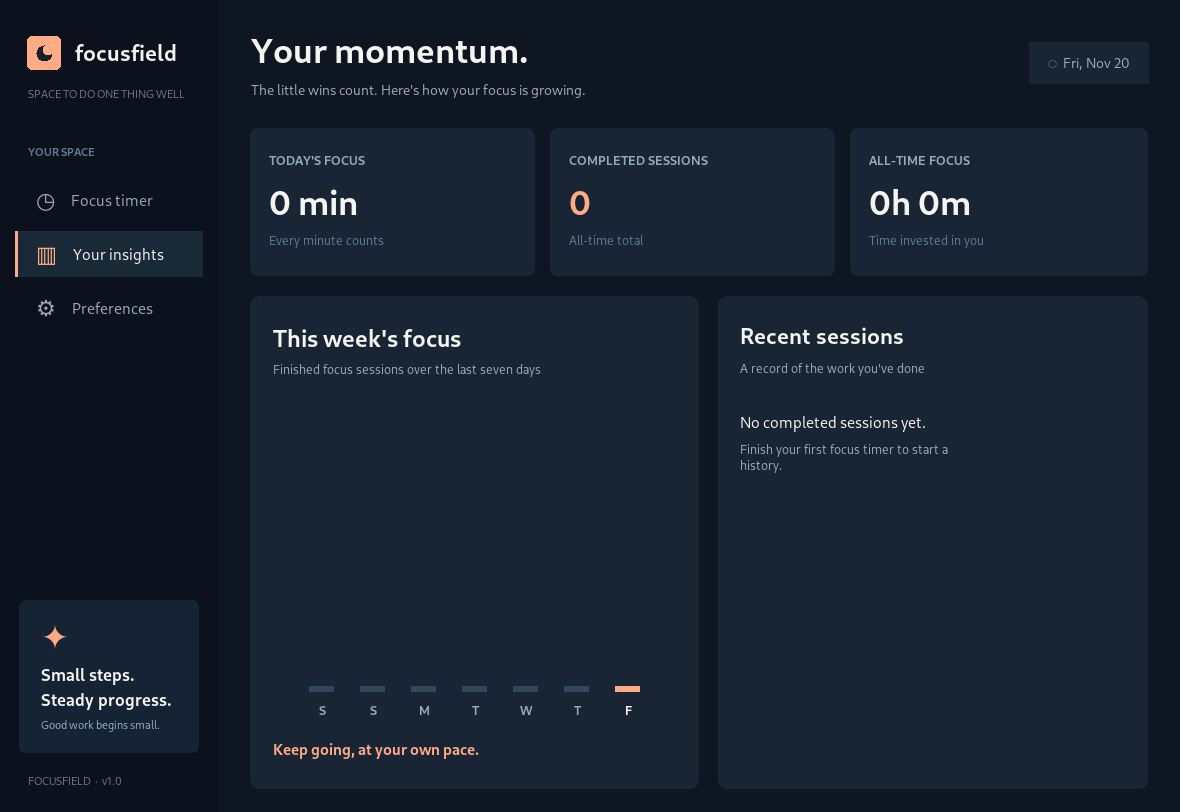 focusfield
SPACE TO DO ONE THING WELL
YOUR SPACE
Focus timer
Your insights
Preferences
Small steps.
Steady progress.
Good work begins small.
FOCUSFIELD · v1.0
Your momentum.
The little wins count. Here's how your focus is growing.
Fri, Nov 20
TODAY'S FOCUS
0 min
Every minute counts
COMPLETED SESSIONS
0
All-time total
ALL-TIME FOCUS
0h 0m
Time invested in you
This week's focus
Finished focus sessions over the last seven days
S S M T W T F
Keep going, at your own pace.
Recent sessions
A record of the work you've done
No completed sessions yet.
Finish your first focus timer to start a
history.